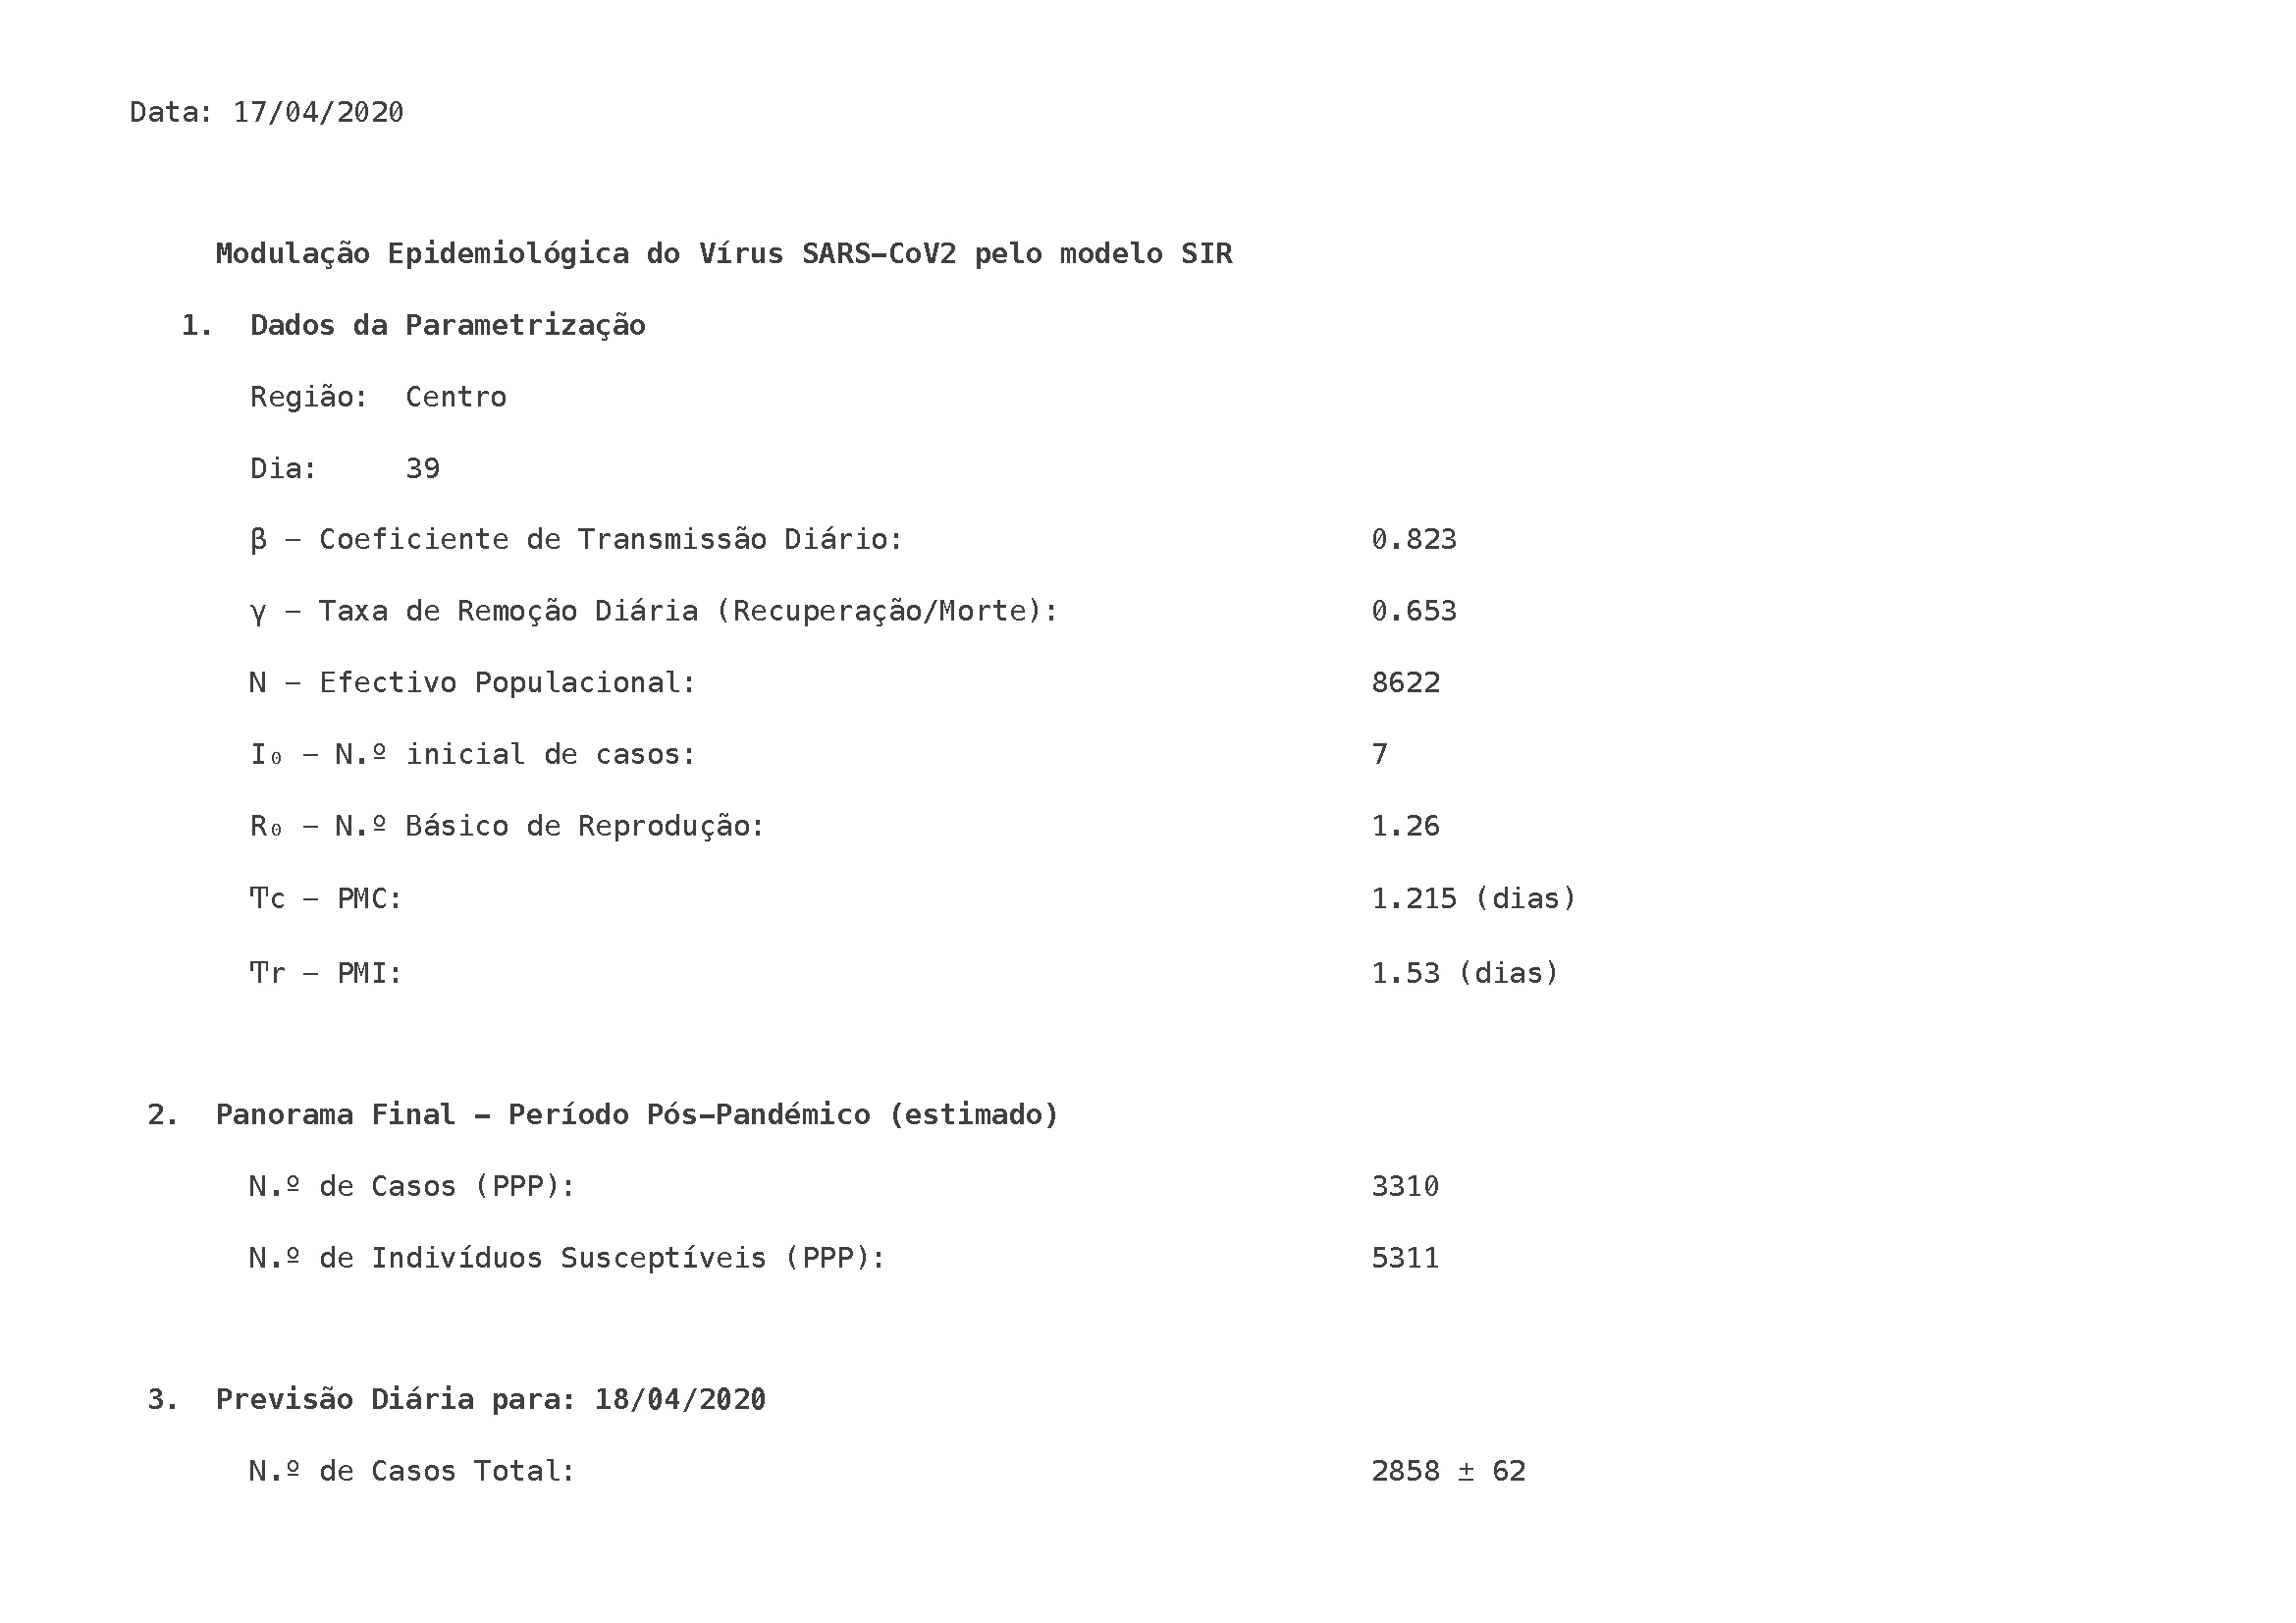 Data: 17/04/2020
Modulação Epidemiológica do Vírus SARS–CoV2 pelo modelo SIR
1. Dados da Parametrização
Região: Centro
Dia: 39
β – Coeficiente de Transmissão Diário: 0.823
γ – Taxa de Remoção Diária (Recuperação/Morte): 0.653
N – Efectivo Populacional: 8622
I₀ – N.º inicial de casos: 7
R₀ – N.º Básico de Reprodução: 1.26
Ͳc – PMC: 1.215 (dias)
Ͳr – PMI: 1.53 (dias)
2. Panorama Final – Período Pós–Pandémico (estimado)
N.º de Casos (PPP): 3310
N.º de Indivíduos Susceptíveis (PPP): 5311
3. Previsão Diária para: 18/04/2020
N.º de Casos Total: 2858 ± 62